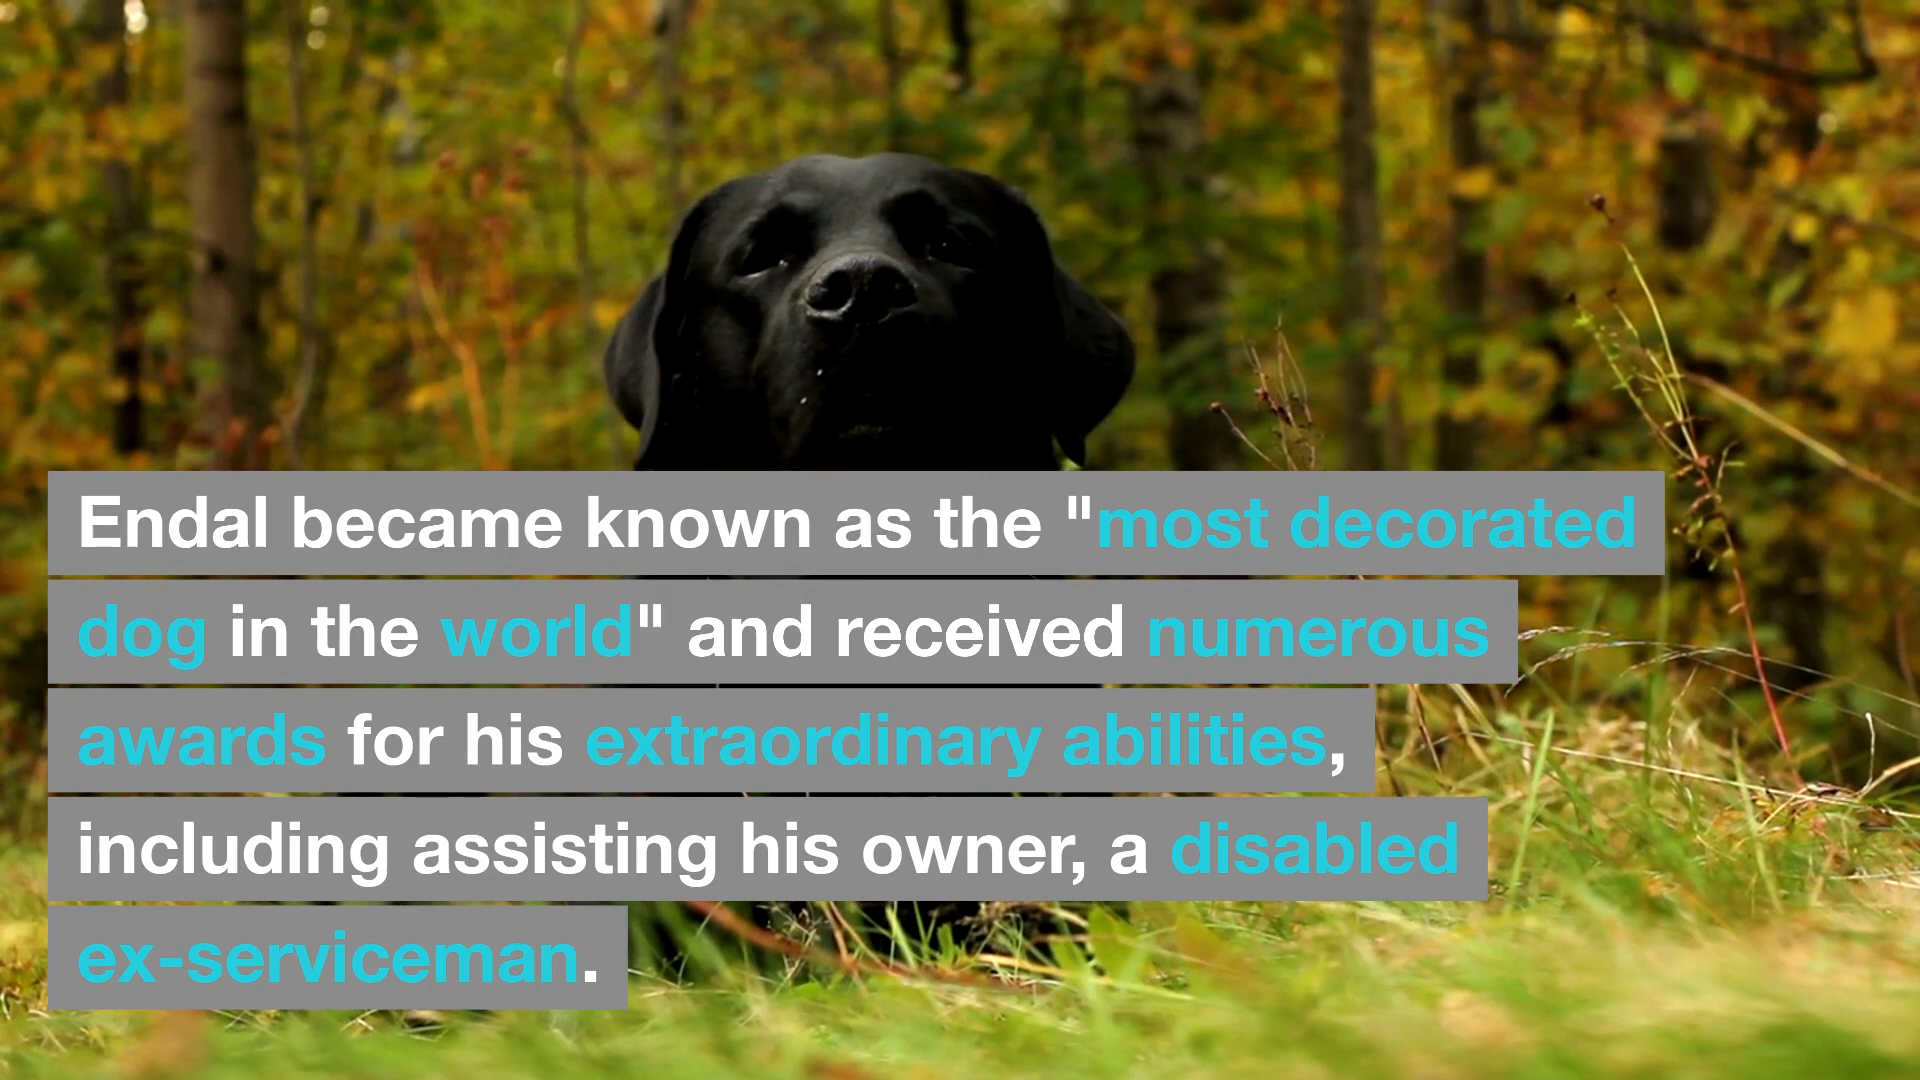 Endal became known as the "most decorated
dog in the world" and received numerous
awards for his extraordinary abilities,
including assisting his owner, a disabled
ex-serviceman.